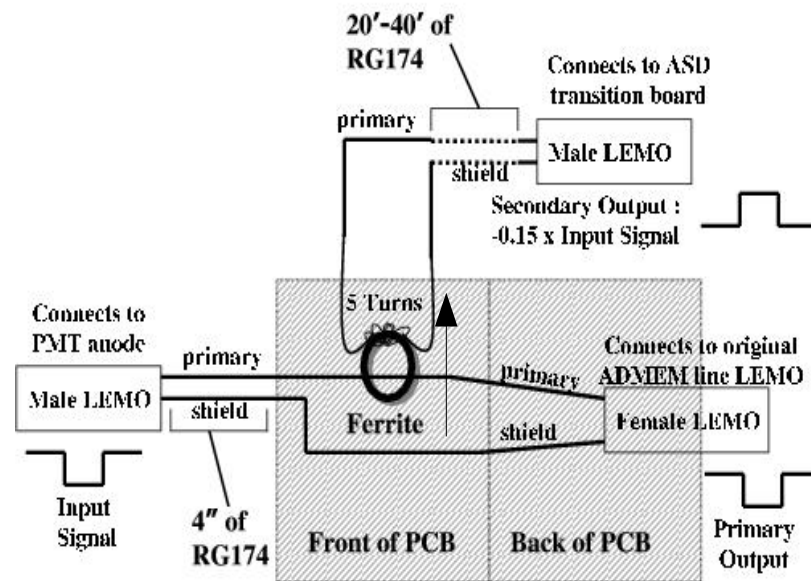 20′-40′ of
RG174
Connects to ASD
transition board
primary
Male LEMO
shield
Secondary Output :
-0.15 x Input Signal
Connects to
PMT anode
5 Turns
Connects to original
ADMEM line LEMO
primary
primary
Male LEMO
shield
Ferrite
shield
Female LEMO
Input
Signal
4″ of
RG174
Front of PCB
Back of PCB
Primary
Output